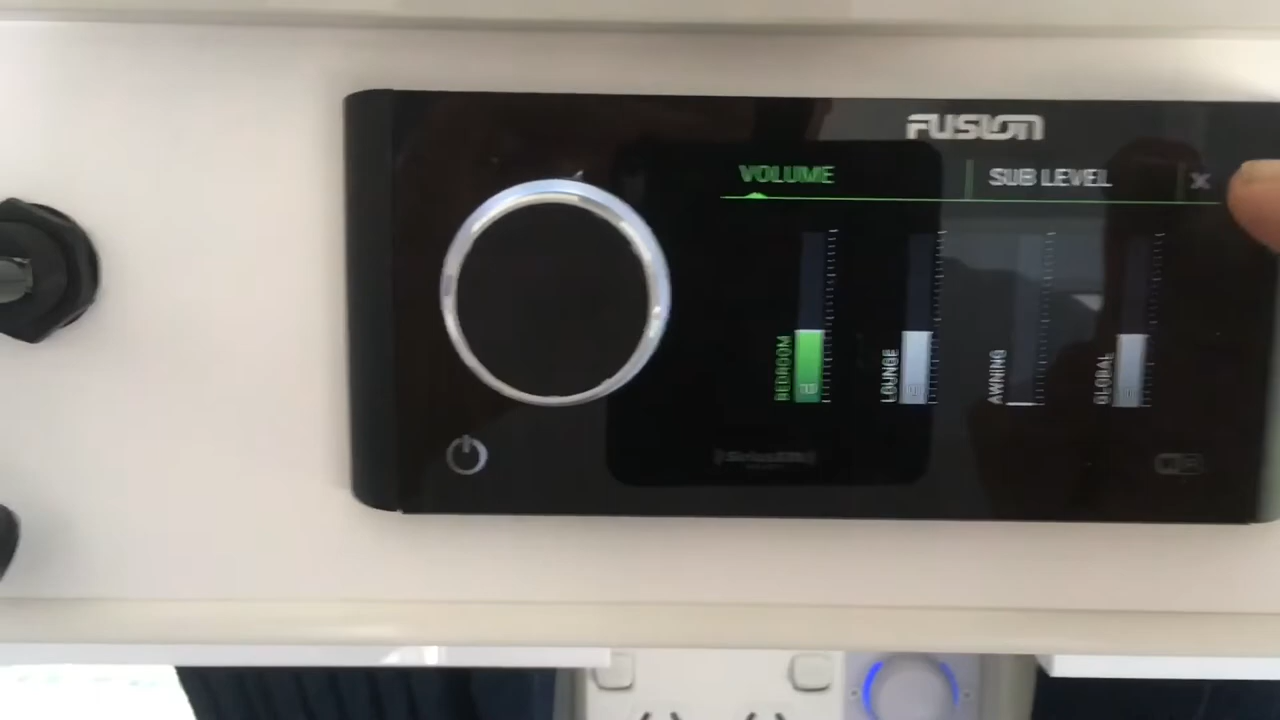 FUSION
VOLUME
SUB LEVEL
X
BEDROOM
LOUNGE
AWNING
GLOBAL